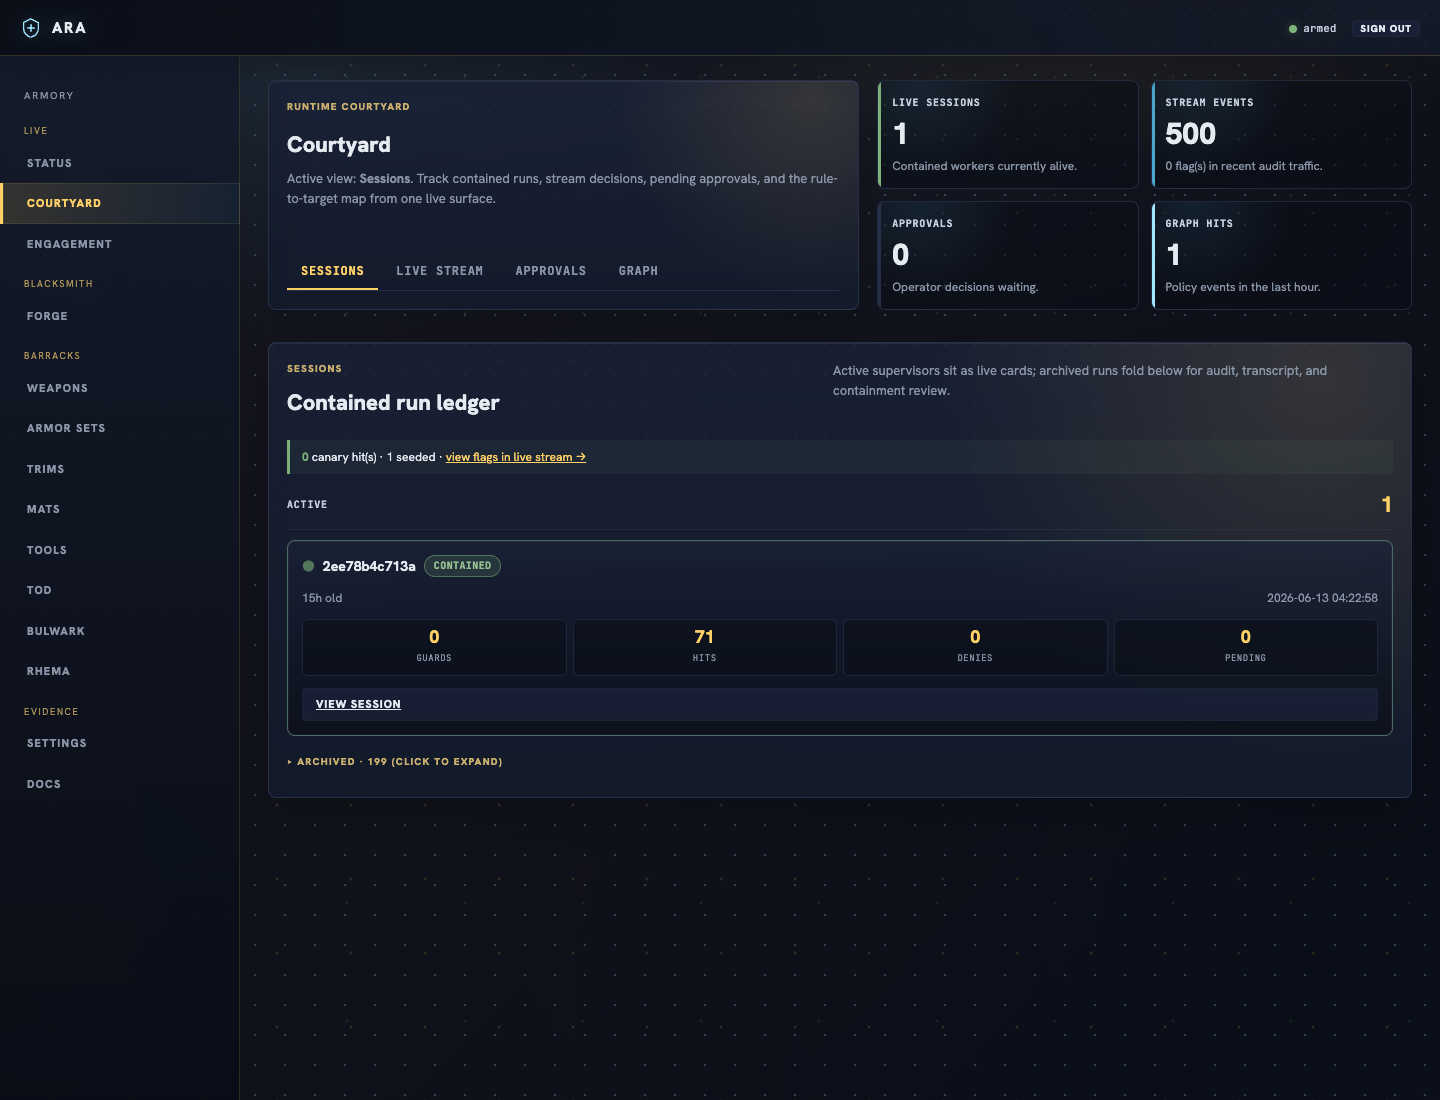 ARA
armed
SIGN OUT
ARMORY
LIVE
STATUS
COURTYARD
ENGAGEMENT
BLACKSMITH
FORGE
BARRACKS
WEAPONS
ARMOR SETS
TRIMS
MATS
TOOLS
TOD
BULWARK
RHEMA
EVIDENCE
SETTINGS
DOCS
RUNTIME COURTYARD
Courtyard
Active view: Sessions. Track contained runs, stream decisions, pending approvals, and the rule-
to-target map from one live surface.
SESSIONS
LIVE STREAM
APPROVALS
GRAPH
LIVE SESSIONS
1
Contained workers currently alive.
STREAM EVENTS
500
0 flag(s) in recent audit traffic.
APPROVALS
0
Operator decisions waiting.
GRAPH HITS
1
Policy events in the last hour.
SESSIONS
Contained run ledger
Active supervisors sit as live cards; archived runs fold below for audit, transcript, and
containment review.
0 canary hit(s) · 1 seeded · view flags in live stream →
ACTIVE
1
2ee78b4c713a
CONTAINED
15h old
2026-06-13 04:22:58
0
GUARDS
71
HITS
0
DENIES
0
PENDING
VIEW SESSION
▸ ARCHIVED · 199 (CLICK TO EXPAND)